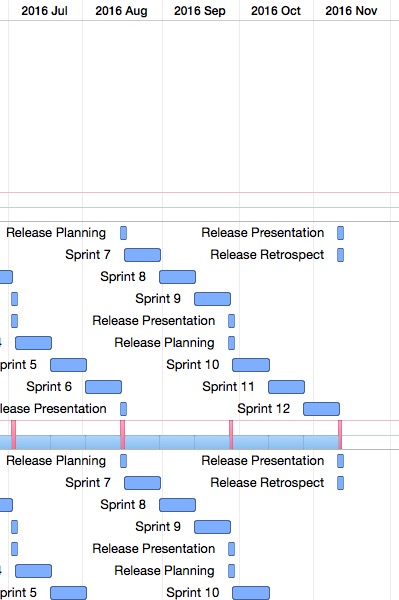 2016 Jul 2016 Aug 2016 Sep 2016 Oct 2016 Nov
Release Planning Release Presentation
Sprint 7 Release Retrospect
Sprint 8
Sprint 9
Release Presentation
Release Planning
print 5 Sprint 10
Sprint 6 Sprint 11
lease Presentation Sprint 12
Release Planning Release Presentation
Sprint 7 Release Retrospect
Sprint 8
Sprint 9
Release Presentation
Release Planning
print 5 Sprint 10